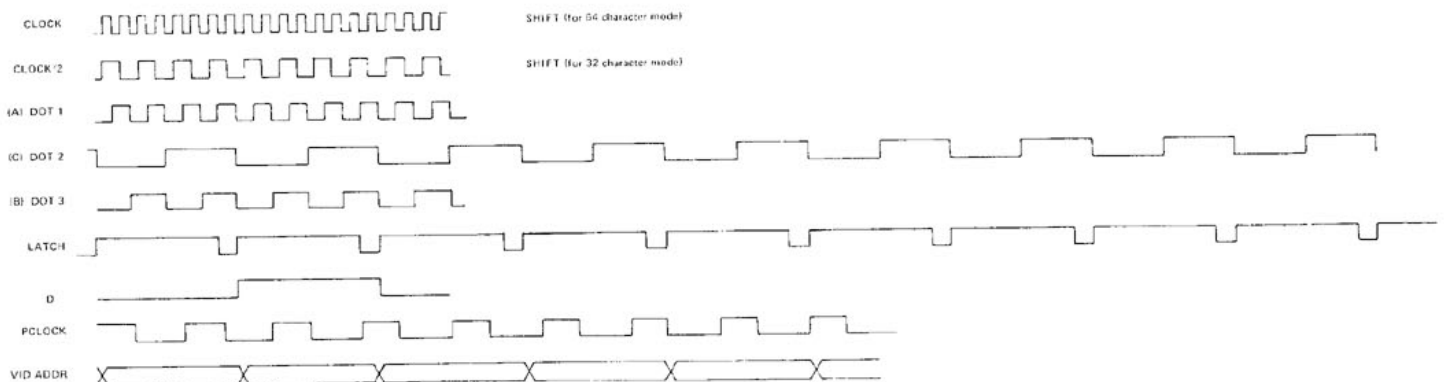 CLOCK SHIFT (for 64 character mode)
CLOCK/2 SHIFT (for 32 character mode)
(A) DOT 1
(C) DOT 2
(B) DOT 3
LATCH
D
PCLOCK
VID ADDR